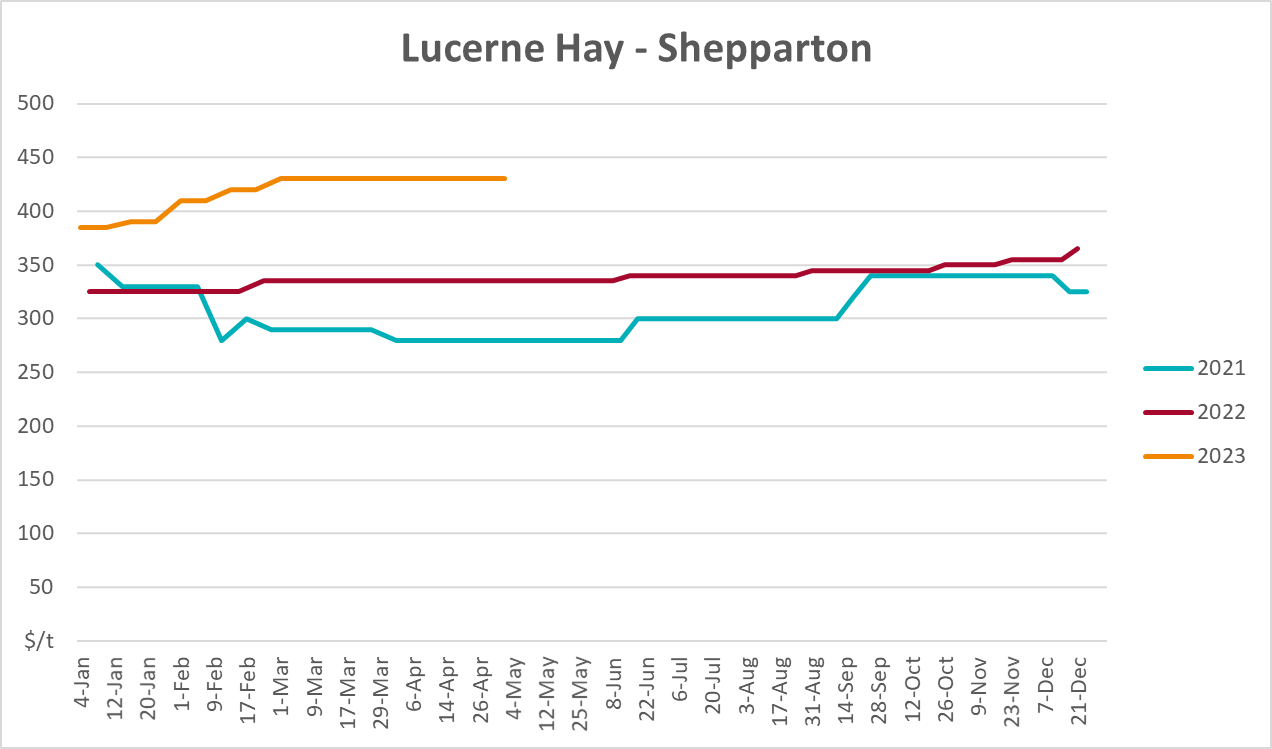 Lucerne Hay - Shepparton
500
450
400
350
300
250
200
150
100
50
$/t
4-Jan
12-Jan
20-Jan
1-Feb
9-Feb
17-Feb
1-Mar
9-Mar
17-Mar
29-Mar
6-Apr
14-Apr
26-Apr
4-May
12-May
25-May
8-Jun
22-Jun
6-Jul
20-Jul
3-Aug
17-Aug
31-Aug
14-Sep
28-Sep
12-Oct
26-Oct
9-Nov
23-Nov
7-Dec
21-Dec
2021
2022
2023